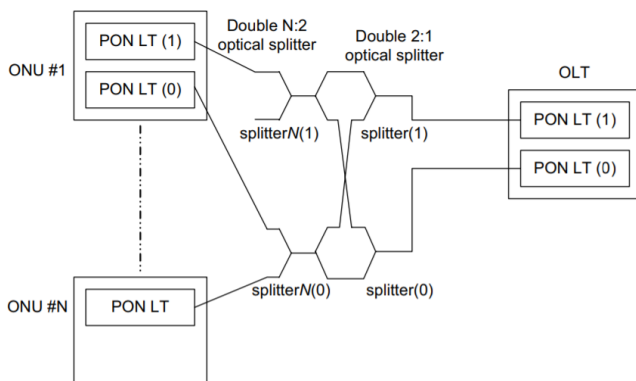 Double N:2
optical splitter
Double 2:1
optical splitter
ONU #1
PON LT (1)
PON LT (0)
OLT
PON LT (1)
PON LT (0)
splitterN(1)
splitter(1)
ONU #N
PON LT
splitterN(0)
splitter(0)